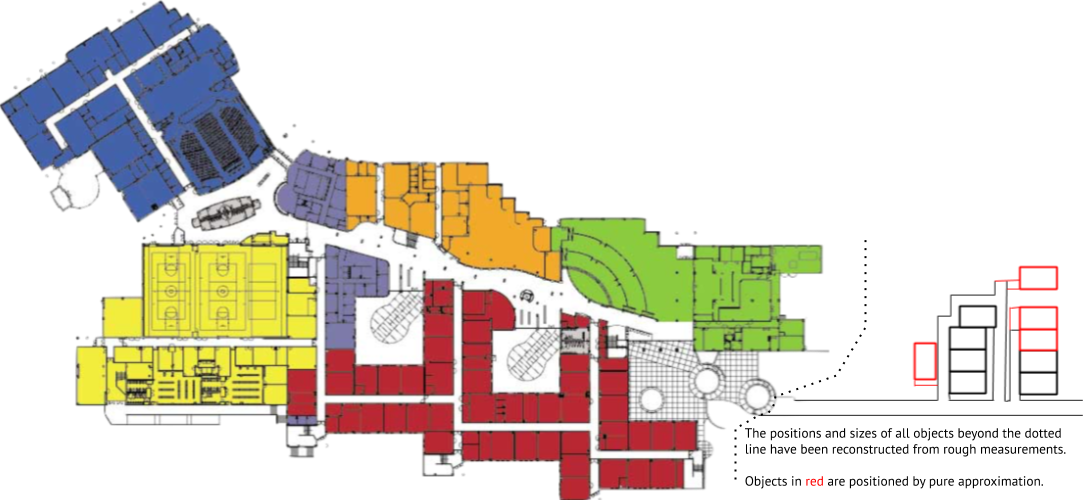 The positions and sizes of all objects beyond the dotted
line have been reconstructed from rough measurements.
Objects in red are positioned by pure approximation.